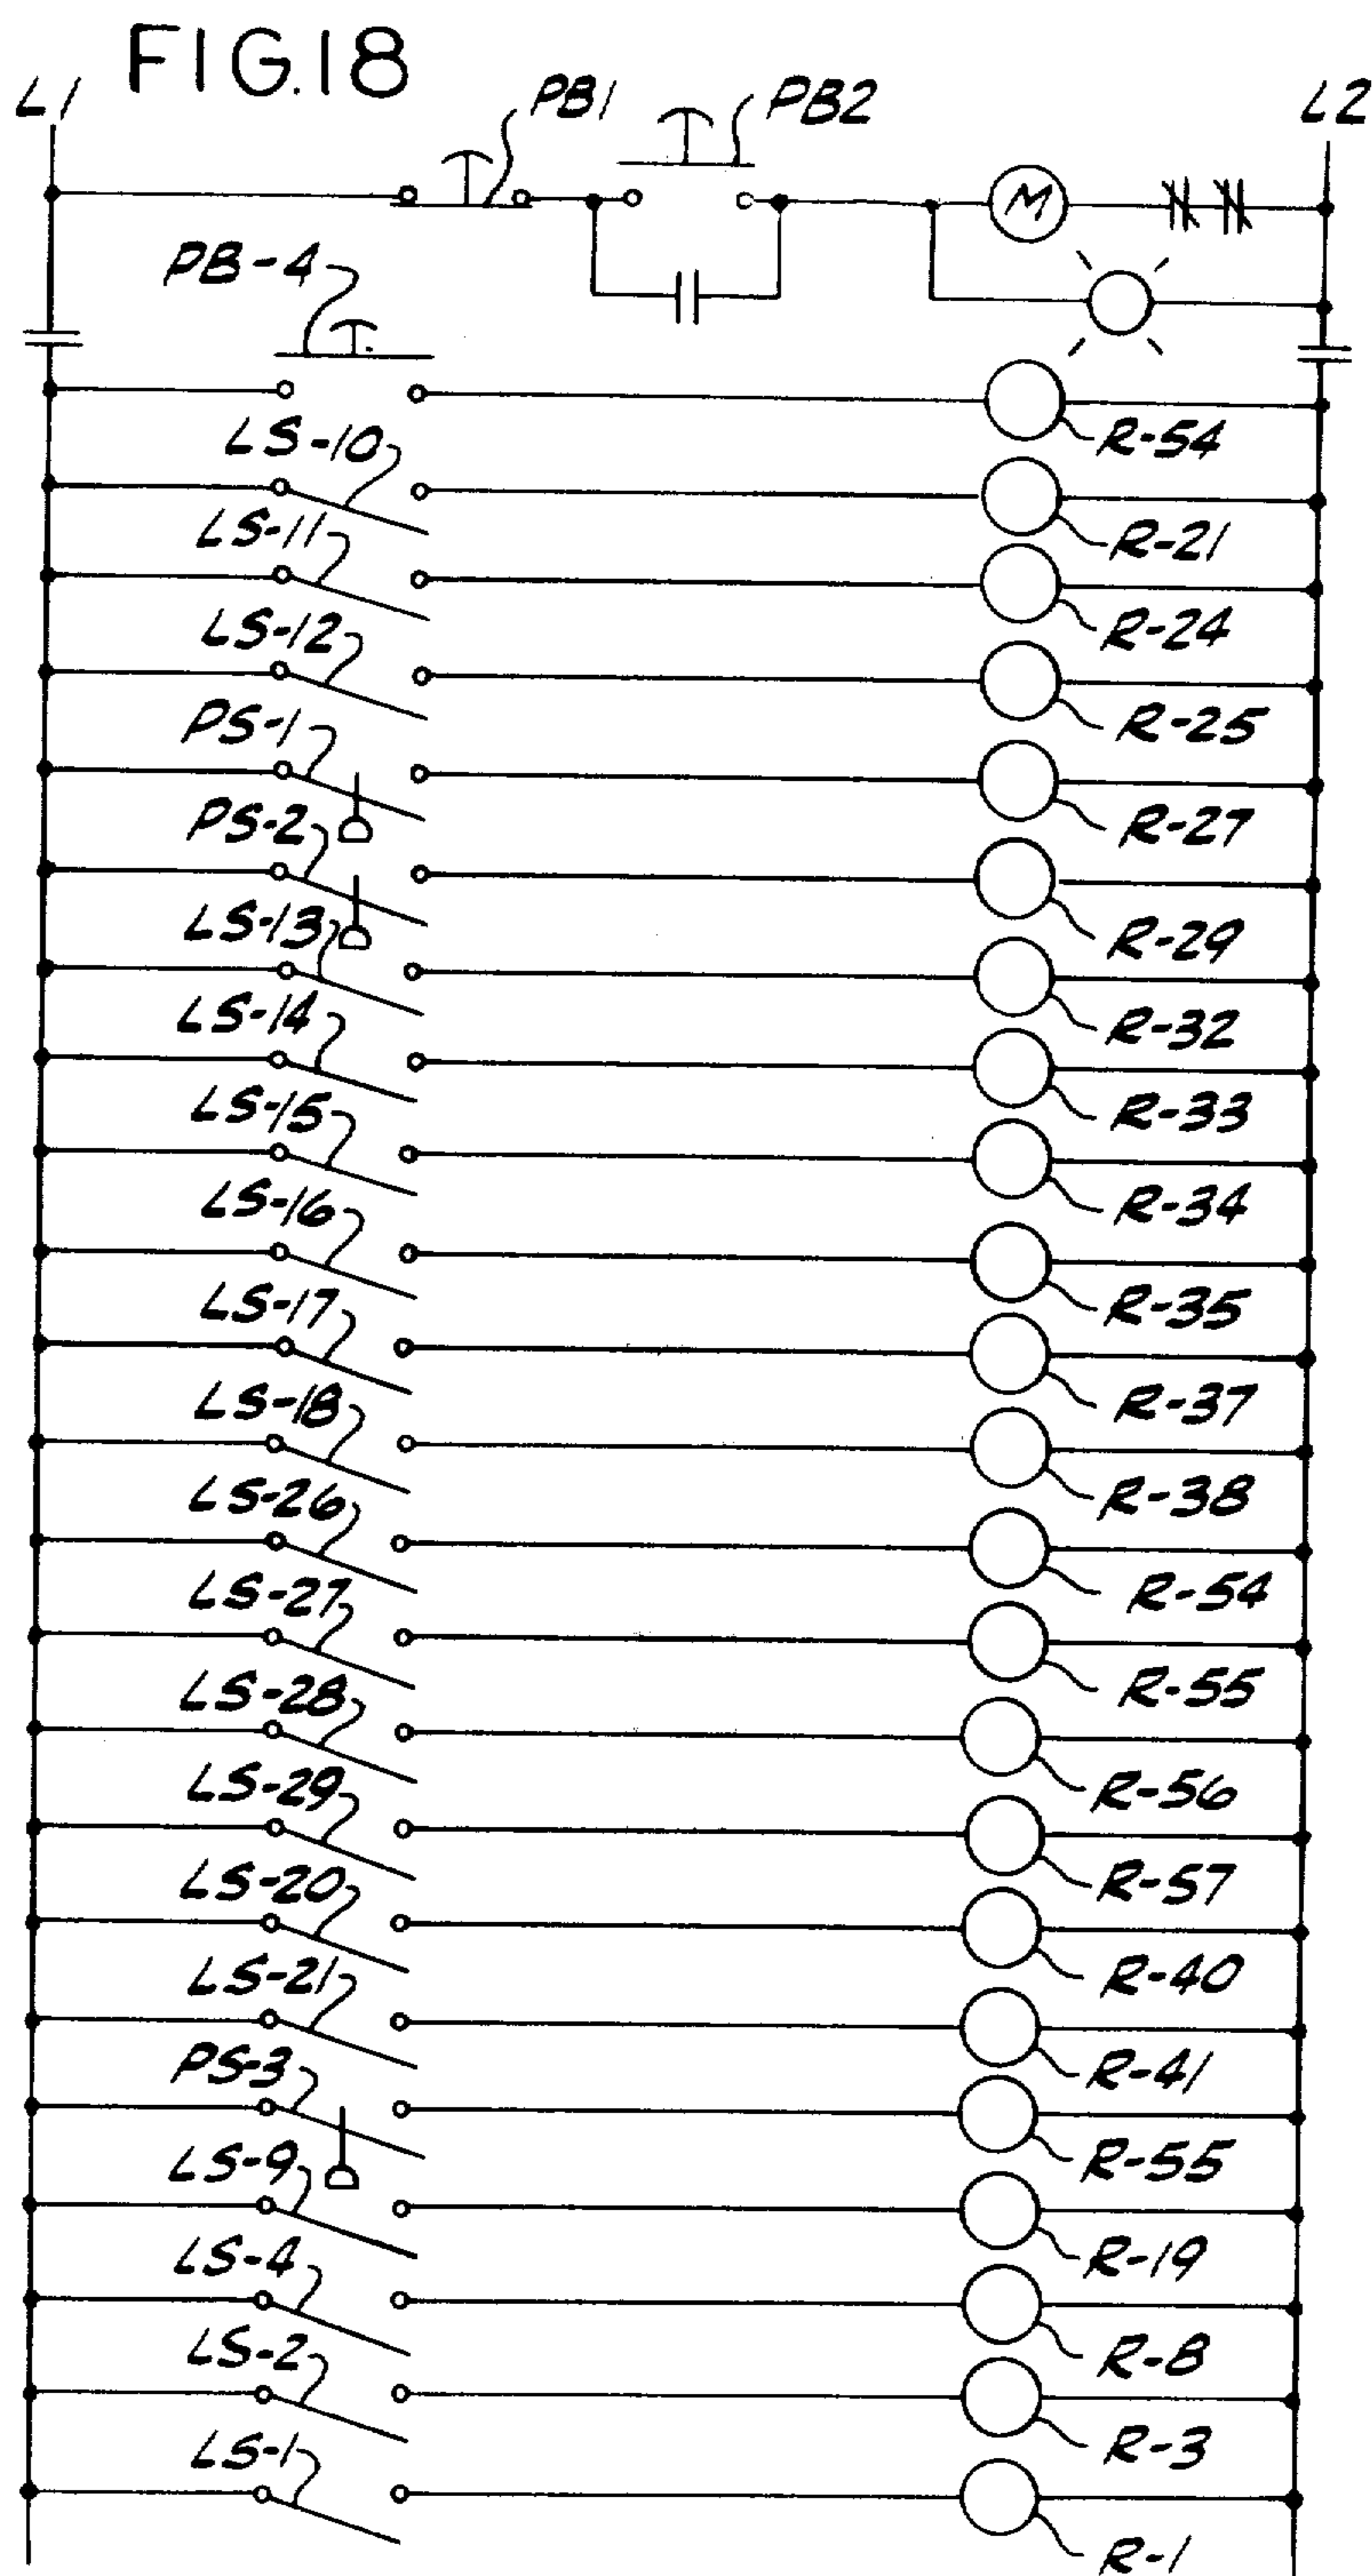 FIG.18
L1 PB1 PB2 L2
M
PB-4
R-54
LS-10
R-21
LS-11
R-24
LS-12
R-25
PS-1
R-27
PS-2
R-29
LS-13
R-32
LS-14
R-33
LS-15
R-34
LS-16
R-35
LS-17
R-37
LS-18
R-38
LS-26
R-54
LS-27
R-55
LS-28
R-56
LS-29
R-57
LS-20
R-40
LS-21
R-41
PS-3
R-55
LS-9
R-19
LS-4
R-8
LS-2
R-3
LS-1
R-1